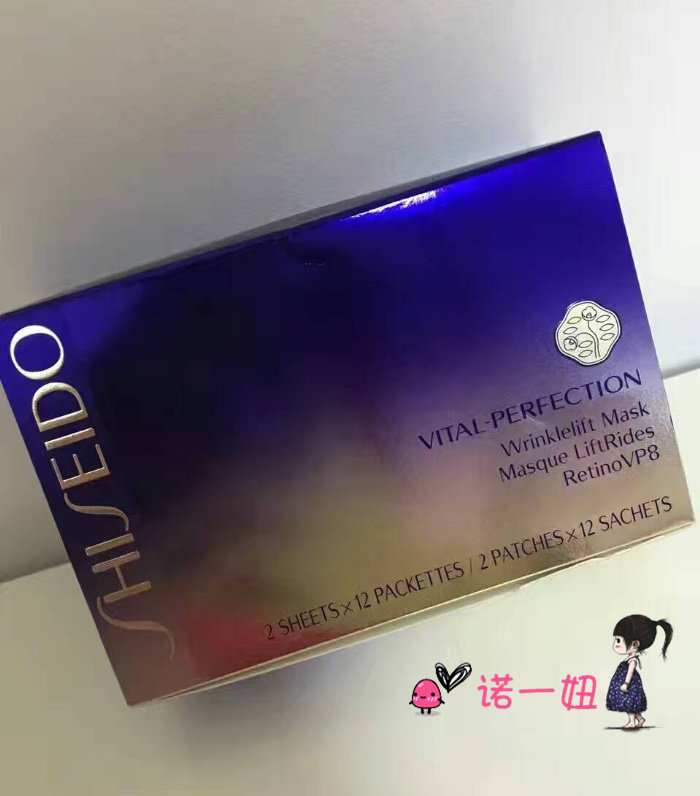 SHISEIDO
VITAL-PERFECTION
Wrinklelift Mask
Masque LiftRides
RetinoVP8
2 SHEETS x 12 PACKETTES / 2 PATCHES x 12 SACHETS
诺一妞